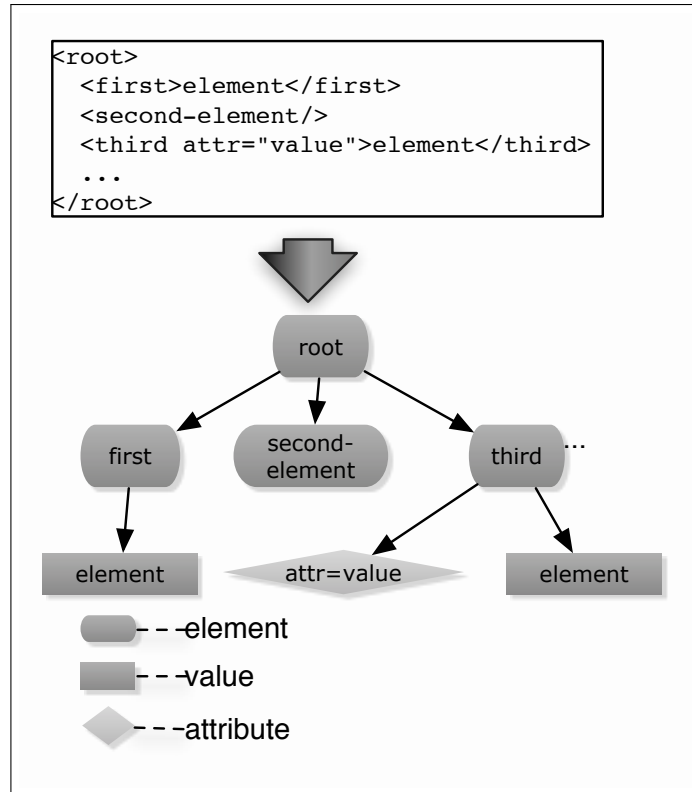 <root>
<first>element</first>
<second-element/>
<third attr="value">element</third>
...
</root>
root
first
second-
element
third
...
element
attr=value
element
element
value
attribute